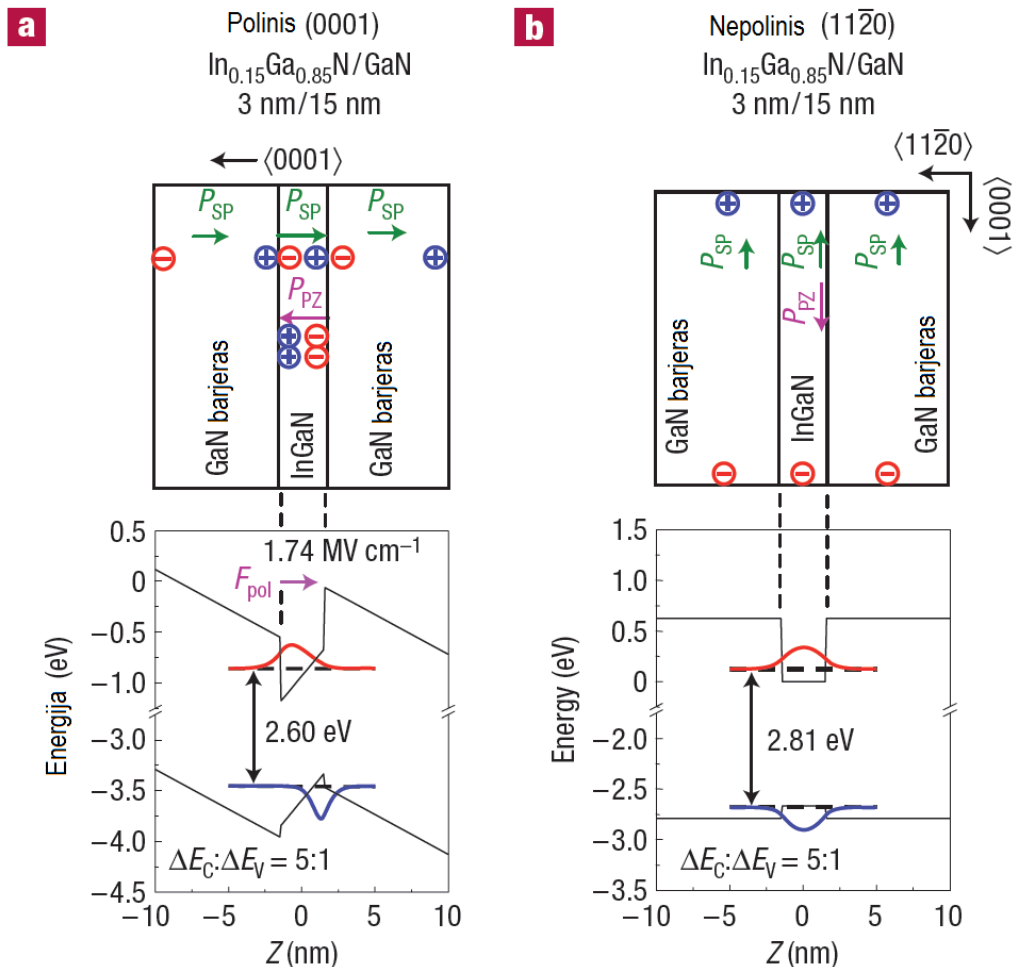 a
Polinis (0001)
In0.15Ga0.85N/GaN
3 nm/15 nm
⟨0001⟩
PSP
PSP
PSP
− + − + − +
PPZ
+ −
+ −
GaN barjeras
InGaN
GaN barjeras
0.5
0
−0.5
−1.0
−3.0
−3.5
−4.0
−4.5
Energija (eV)
1.74 MV cm⁻¹
Fpol
2.60 eV
ΔEC:ΔEV = 5:1
−10
−5
0
5
10
Z (nm)
b
Nepolinis (112̄0)
In0.15Ga0.85N/GaN
3 nm/15 nm
⟨112̄0⟩
⟨0001⟩
+ + +
PSP
PSP
PSP
PPZ
GaN barjeras
InGaN
GaN barjeras
− − −
1.5
1.0
0.5
0
−2.0
−2.5
−3.0
−3.5
Energy (eV)
2.81 eV
ΔEC:ΔEV = 5:1
−10
−5
0
5
10
Z (nm)